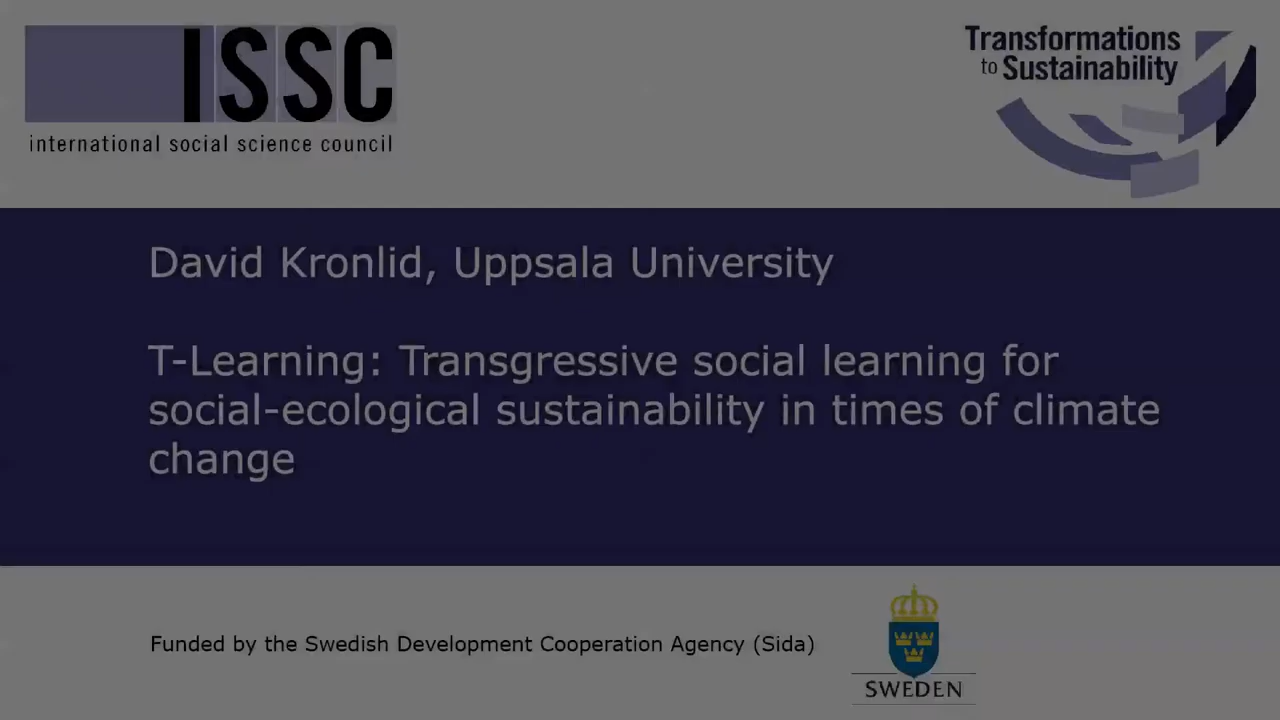 ISSC
international social science council
Transformations
to Sustainability
David Kronlid, Uppsala University
T-Learning: Transgressive social learning for
social-ecological sustainability in times of climate
change
Funded by the Swedish Development Cooperation Agency (Sida)
SWEDEN